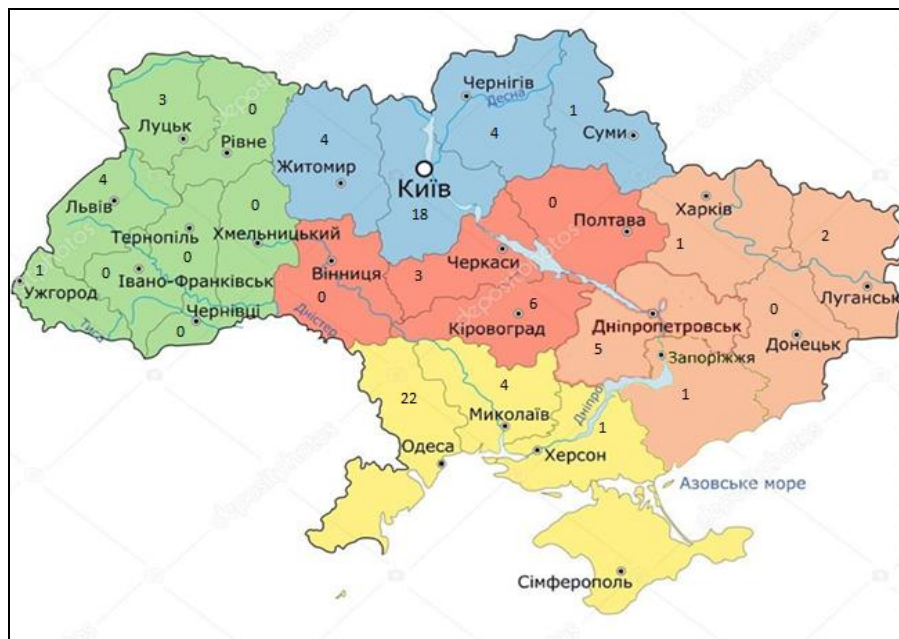 Чернігів
Десна
3
0
Луцьк
Рівне
4
Житомир
4
1
Суми
Київ
4
Львів
0
Хмельницький
18
0
Полтава
Харків
Тернопіль
0
1
2
1
Ужгород
0
Івано-Франківськ
Вінниця
3
Черкаси
Луганськ
0
Чернівці
Тиса
0
Дністер
6
Кіровоград
Дніпропетровськ
0
Донецьк
5
Запоріжжя
22
4
Миколаїв
Дніпро
1
1
Одеса
Херсон
Азовське море
Сімферополь
depositphotos